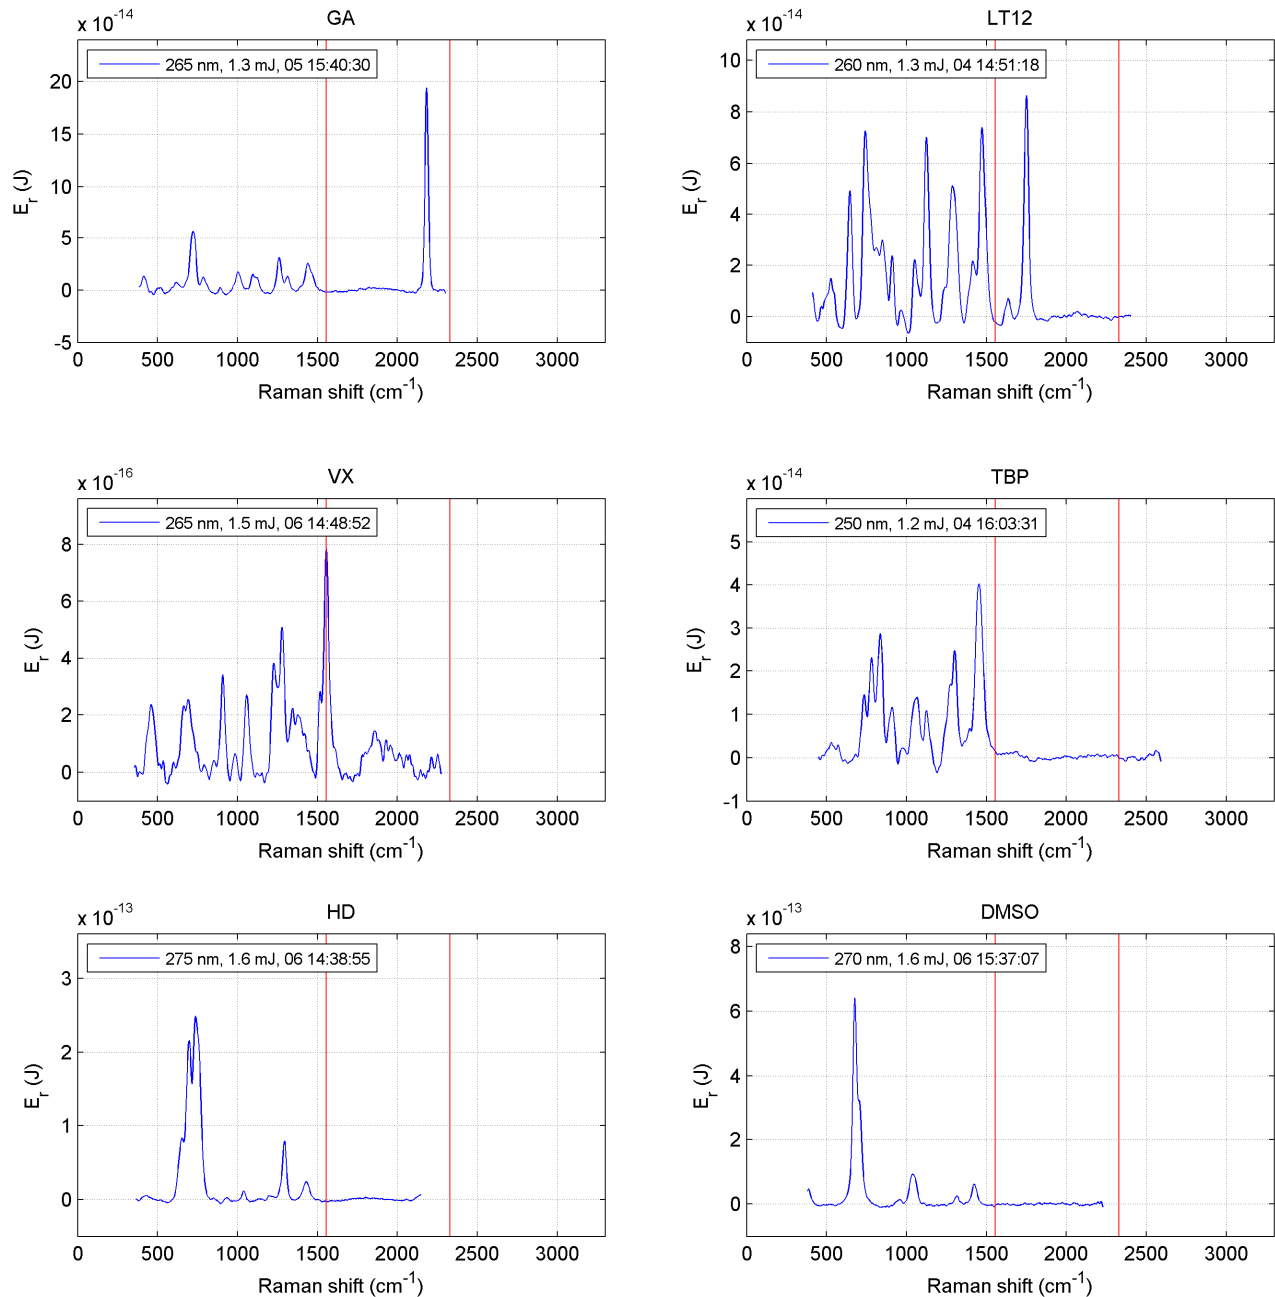 x 10-14
GA
265 nm, 1.3 mJ, 05 15:40:30
20
15
10
5
0
-5
0 500 1000 1500 2000 2500 3000
Er (J)
Raman shift (cm-1)
x 10-14
LT12
260 nm, 1.3 mJ, 04 14:51:18
10
8
6
4
2
0
0 500 1000 1500 2000 2500 3000
Er (J)
Raman shift (cm-1)
x 10-16
VX
265 nm, 1.5 mJ, 06 14:48:52
8
6
4
2
0
0 500 1000 1500 2000 2500 3000
Er (J)
Raman shift (cm-1)
x 10-14
TBP
250 nm, 1.2 mJ, 04 16:03:31
5
4
3
2
1
0
-1
0 500 1000 1500 2000 2500 3000
Er (J)
Raman shift (cm-1)
x 10-13
HD
275 nm, 1.6 mJ, 06 14:38:55
3
2
1
0
0 500 1000 1500 2000 2500 3000
Er (J)
Raman shift (cm-1)
x 10-13
DMSO
270 nm, 1.6 mJ, 06 15:37:07
8
6
4
2
0
0 500 1000 1500 2000 2500 3000
Er (J)
Raman shift (cm-1)